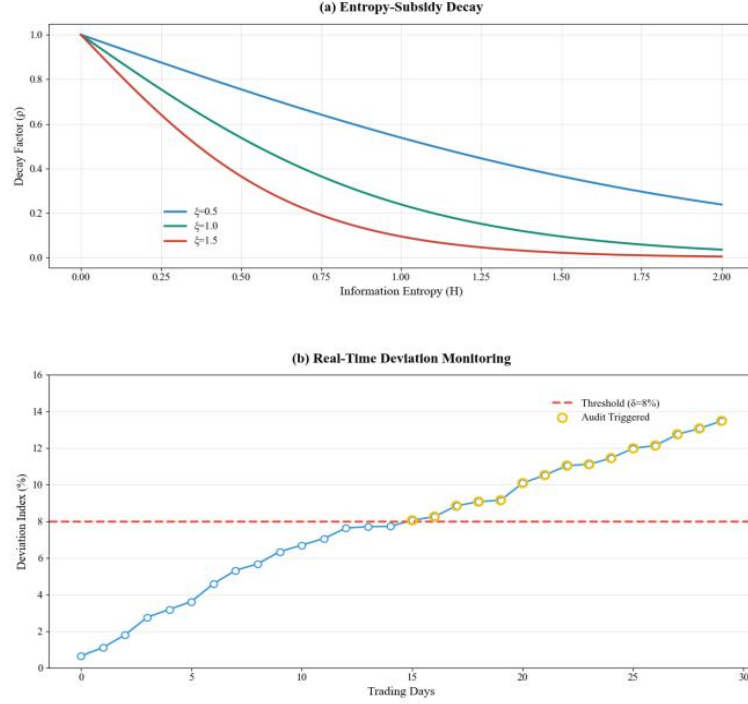 (a) Entropy-Subsidy Decay
1.0
0.8
0.6
0.4
0.2
0.0
Decay Factor (ρ)
ξ=0.5
ξ=1.0
ξ=1.5
0.00 0.25 0.50 0.75 1.00 1.25 1.50 1.75 2.00
Information Entropy (H)
(b) Real-Time Deviation Monitoring
16
14
12
10
8
6
4
2
0
Deviation Index (%)
Threshold (δ=8%)
Audit Triggered
0 5 10 15 20 25 30
Trading Days